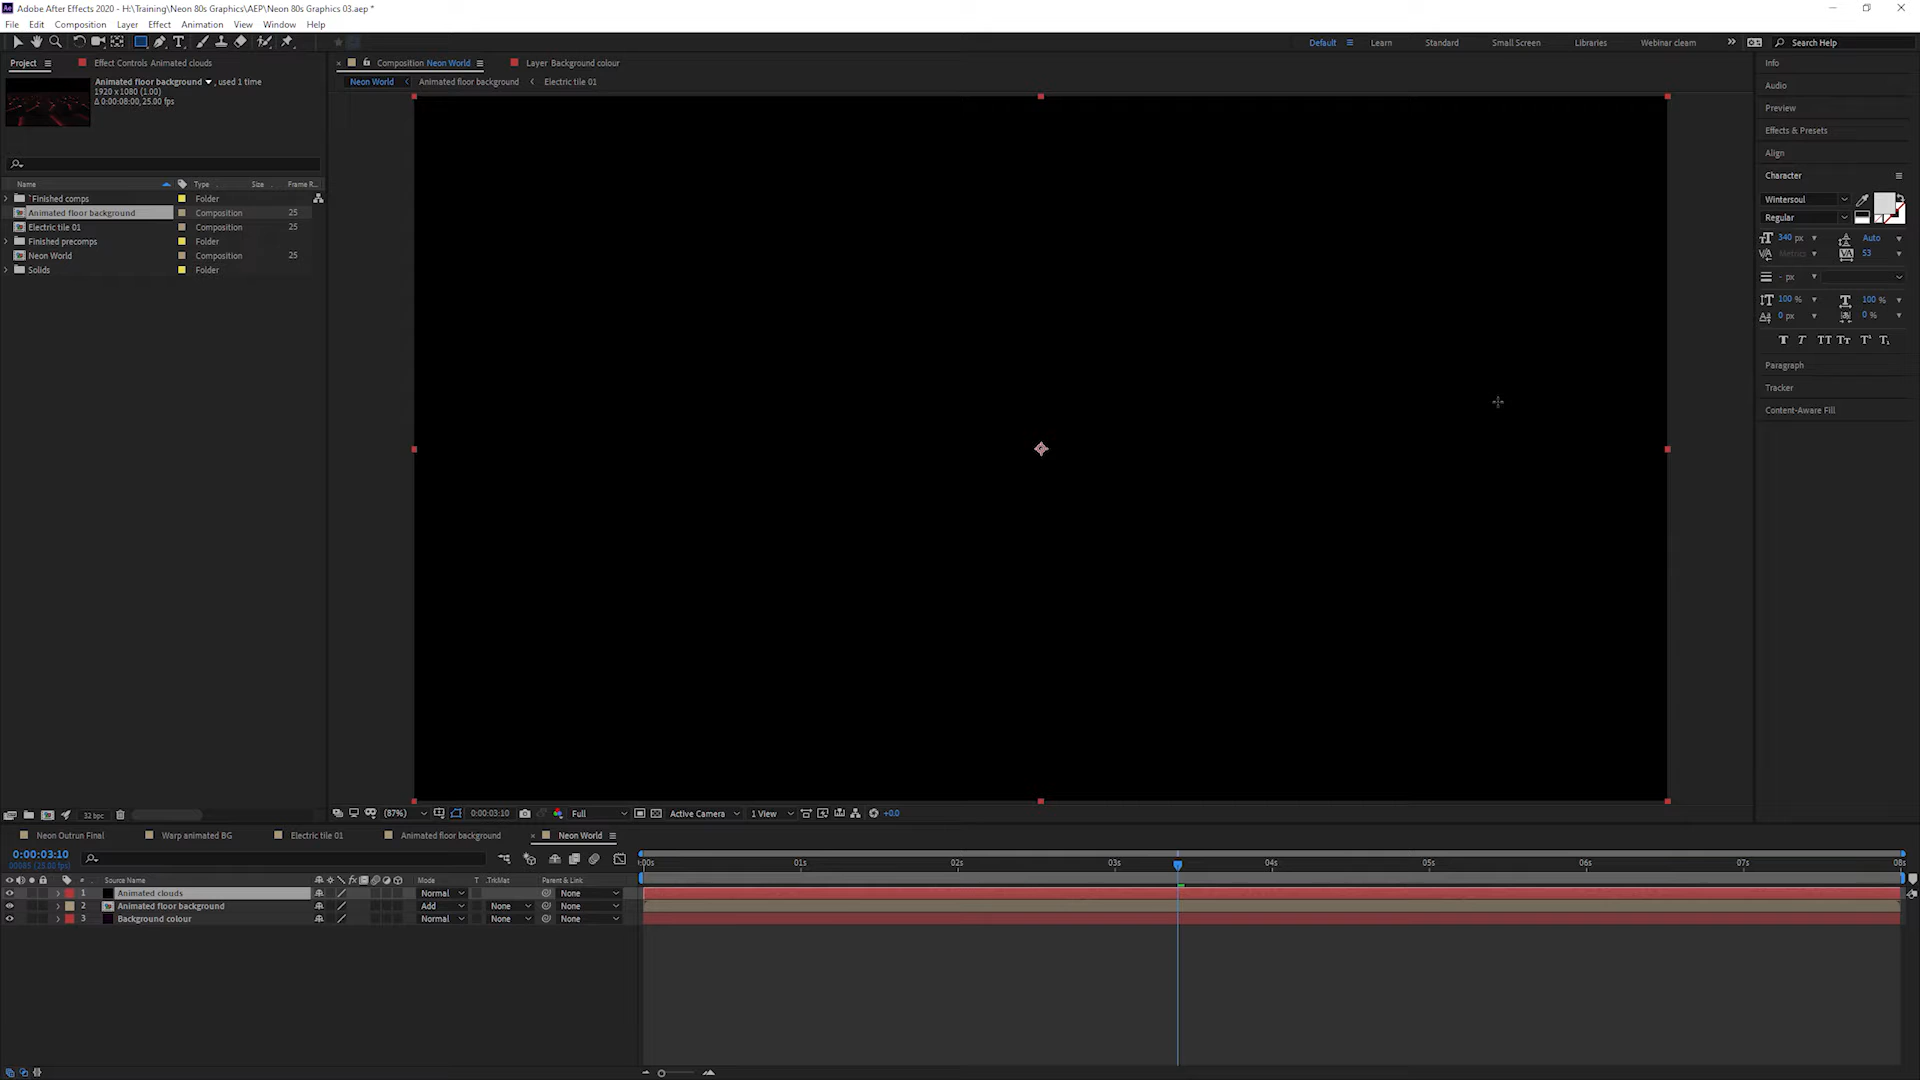 Adobe After Effects 2020 - H:\Training\Neon 80s Graphics\AEP\Neon 80s Graphics 03.aep *
File Edit Composition Layer Effect Animation View Window Help
Default Learn Standard Small Screen Libraries Webinar cleam Search Help
Project Effect Controls Animated clouds
Composition Neon World Layer Background colour
Neon World Animated floor background Electric tile 01
Animated floor background , used 1 time
1920 x 1080 (1.00)
Δ 0:00:08:00, 25.00 fps
Name Type Size Frame R...
*Finished comps Folder
Animated floor background Composition 25
Electric tile 01 Composition 25
Finished precomps Folder
Neon World Composition 25
Solids Folder
Info
Audio
Preview
Effects & Presets
Align
Character
Wintersoul
Regular
340 px Auto
Metrics 53
- px
100 % 100 %
0 px 0 %
Paragraph
Tracker
Content-Aware Fill
32 bpc
(87%) 0:00:03:10 Full Active Camera 1 View +0.0
Neon Outrun Final Warp animated BG Electric tile 01 Animated floor background Neon World
0:00:03:10
00085 (25.00 fps)
:00s 01s 02s 03s 04s 05s 06s 07s 08s
# Source Name Mode T .TrkMat Parent & Link
1 Animated clouds Normal None
2 Animated floor background Add None None
3 Background colour Normal None None